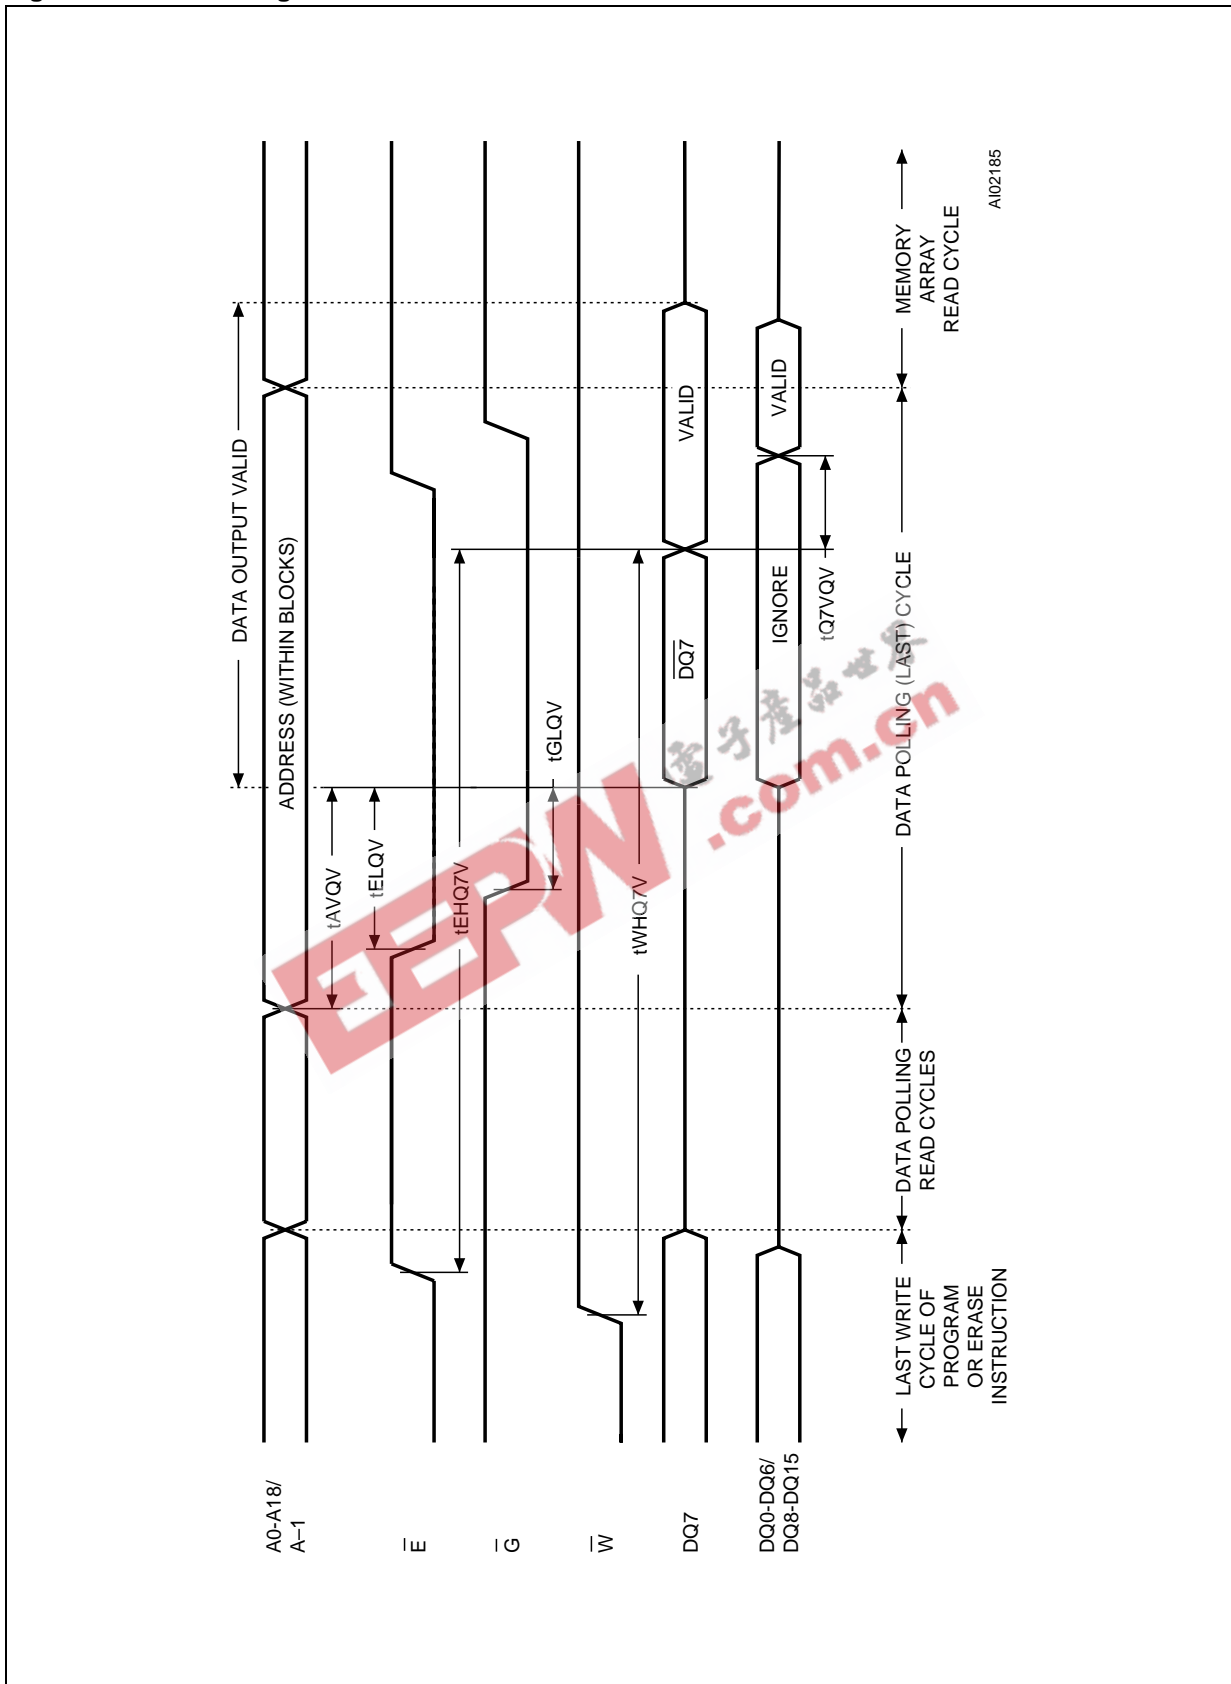 DATA OUTPUT VALID
A0-A18/
A–1
ADDRESS (WITHIN BLOCKS)
tAVQV
tELQV
E
tEHQ7V
G
tGLQV
W
tWHQ7V
DQ7
DQ7
VALID
DQ0-DQ6/
DQ8-DQ15
IGNORE
VALID
tQ7VQV
LAST WRITE
CYCLE OF
PROGRAM
OR ERASE
INSTRUCTION
DATA POLLING
READ CYCLES
DATA POLLING (LAST) CYCLE
MEMORY
ARRAY
READ CYCLE
AI02185
EEPW
電子產品世界
.com.cn